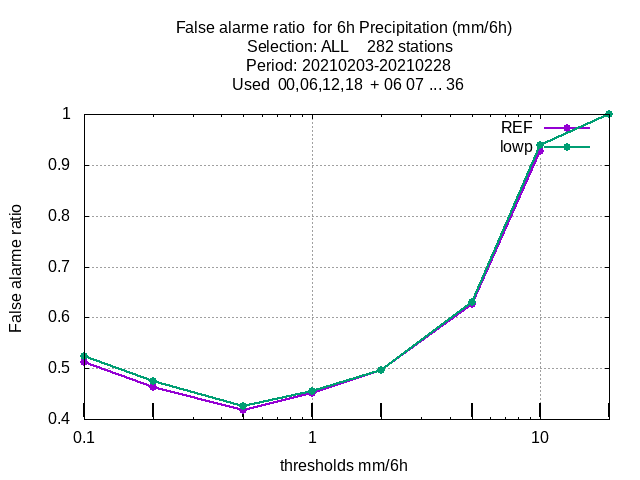 False alarme ratio  for 6h Precipitation (mm/6h)
Selection: ALL    282 stations
Period: 20210203-20210228
Used  00,06,12,18  + 06 07 ... 36
REF
lowp
1
0.9
0.8
0.7
0.6
0.5
0.4
False alarme ratio
0.1
1
10
thresholds mm/6h